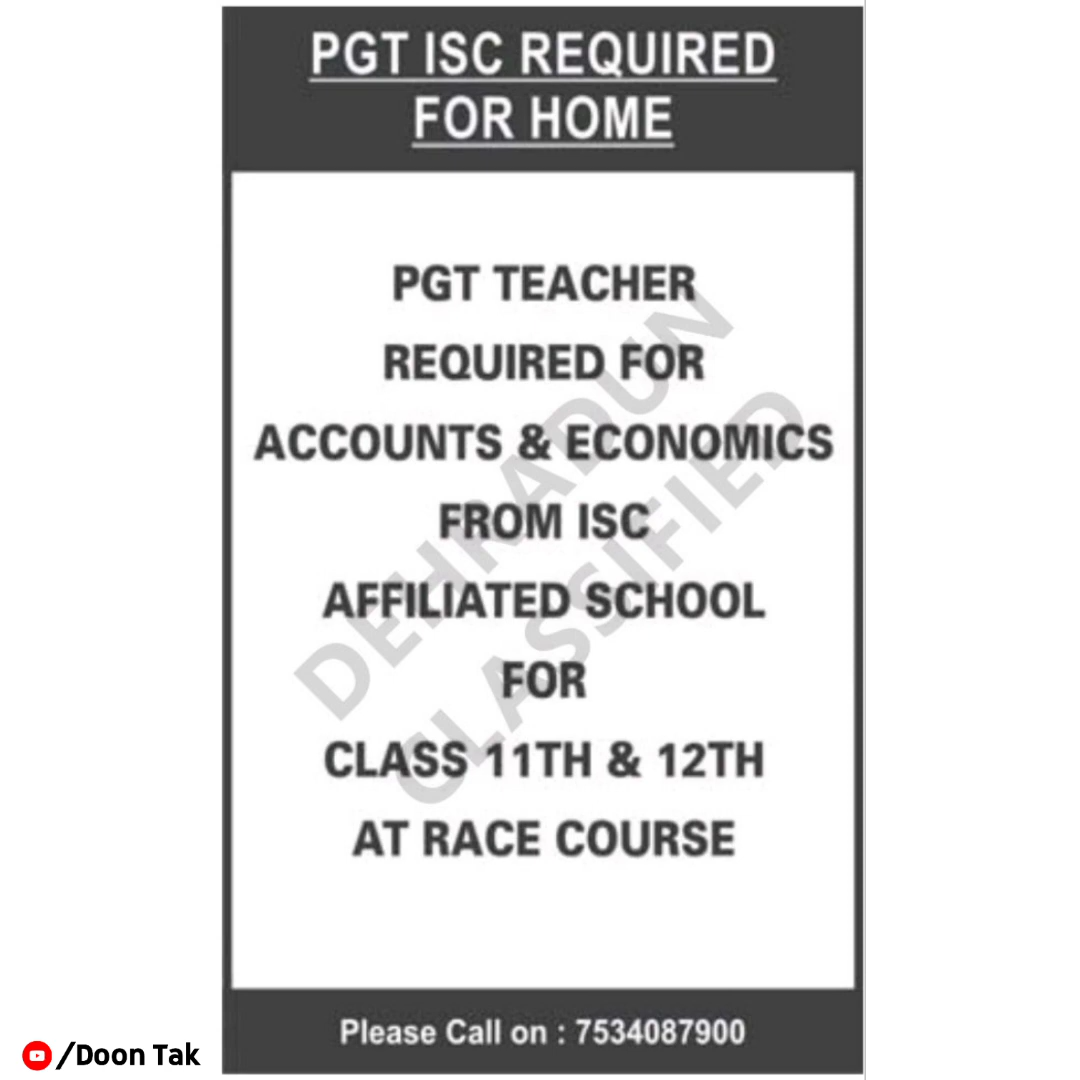 PGT ISC REQUIRED
FOR HOME
PGT TEACHER
REQUIRED FOR
ACCOUNTS & ECONOMICS
FROM ISC
AFFILIATED SCHOOL
FOR
CLASS 11TH & 12TH
AT RACE COURSE
DEHRADUN
CLASSIFIED
Please Call on : 7534087900
/Doon Tak